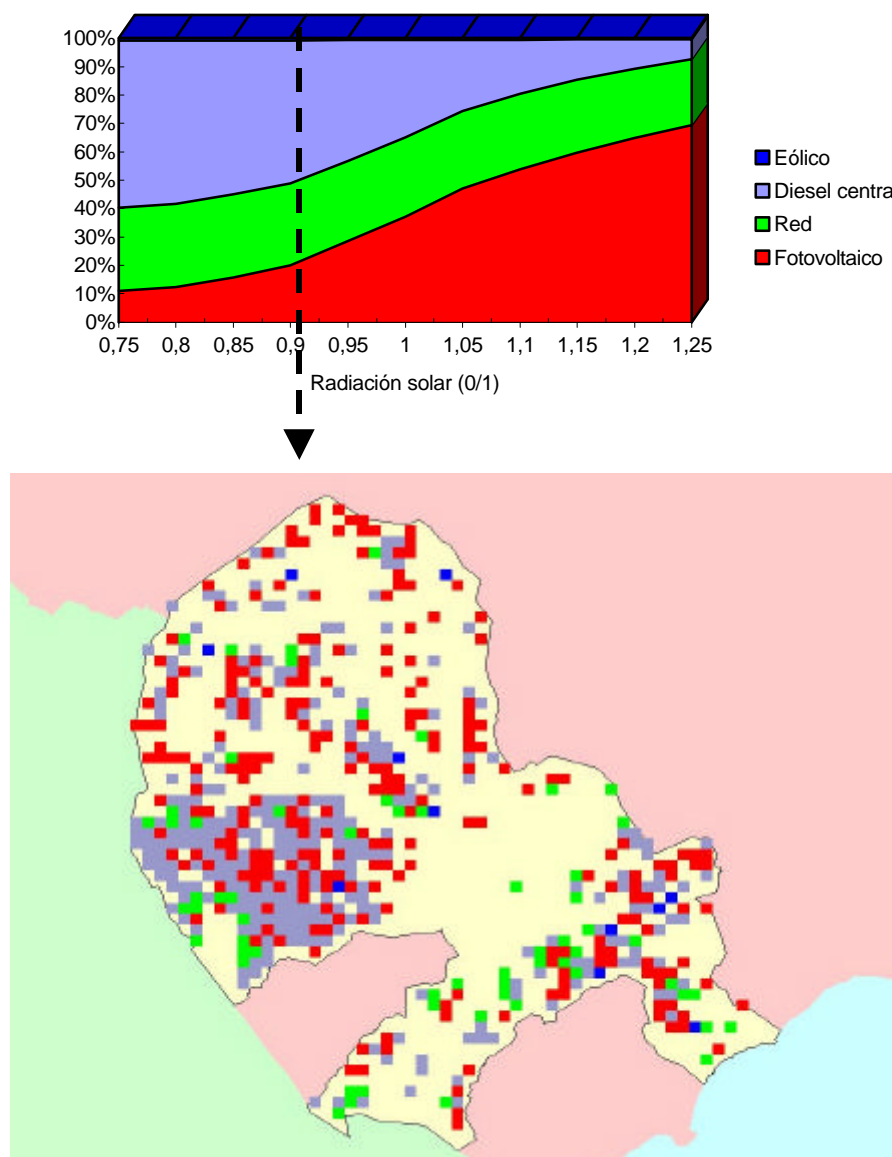 100%
90%
80%
70%
60%
50%
40%
30%
20%
10%
0%
0,75 0,8 0,85 0,9 0,95 1 1,05 1,1 1,15 1,2 1,25
Radiación solar (0/1)
Eólico
Diesel centra
Red
Fotovoltaico